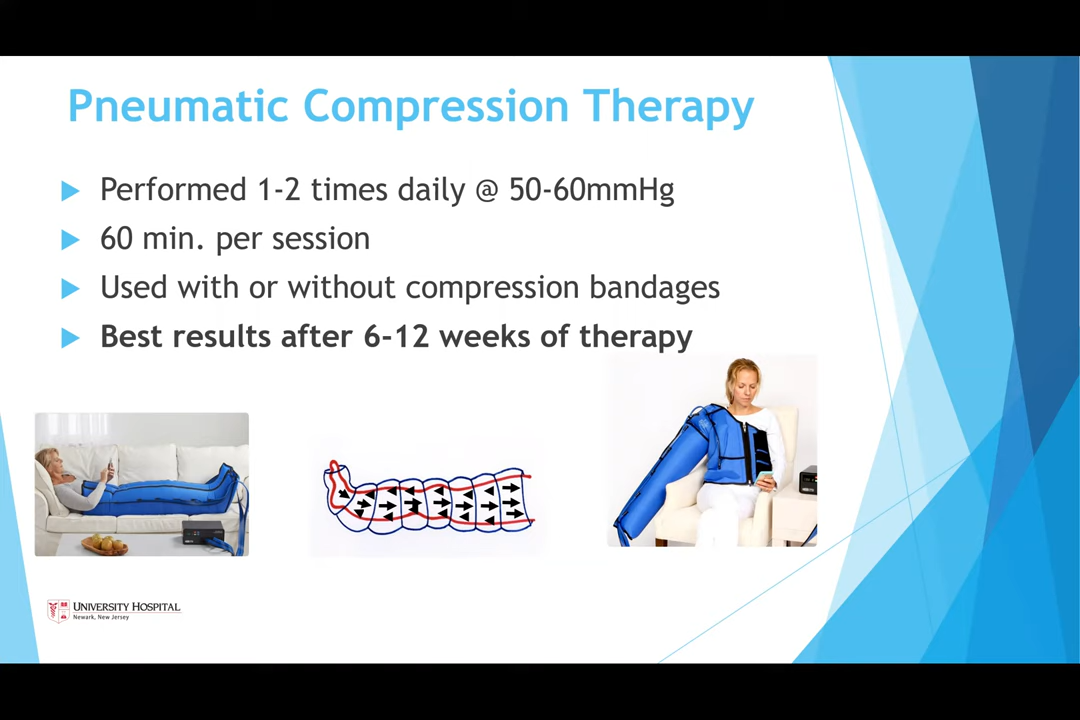 Pneumatic Compression Therapy
Performed 1-2 times daily @ 50-60mmHg
60 min. per session
Used with or without compression bandages
Best results after 6-12 weeks of therapy
UNIVERSITY HOSPITAL
Newark, New Jersey